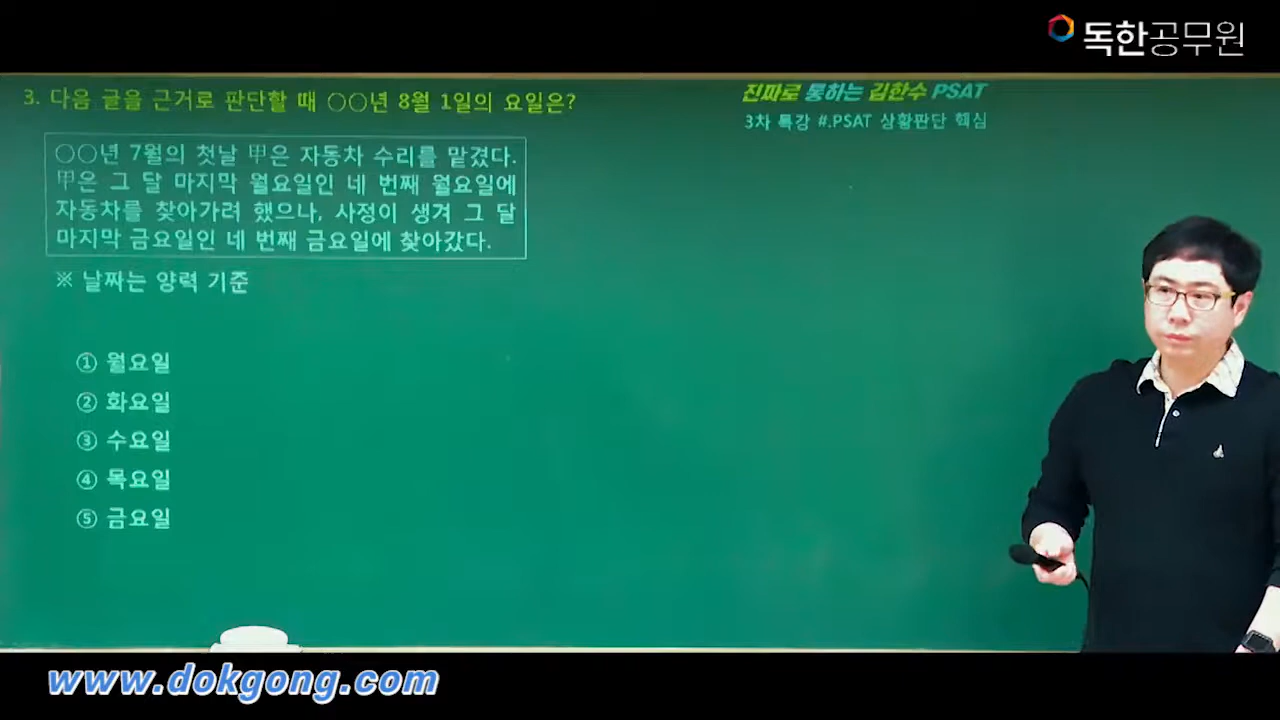 독한공무원
3. 다음 글을 근거로 판단할 때 ○○년 8월 1일의 요일은?
진짜로 통하는 김한수 PSAT
3차 특강 #.PSAT 상황판단 핵심
○○년 7월의 첫날 甲은 자동차 수리를 맡겼다.
甲은 그 달 마지막 월요일인 네 번째 월요일에
자동차를 찾아가려 했으나, 사정이 생겨 그 달
마지막 금요일인 네 번째 금요일에 찾아갔다.
※ 날짜는 양력 기준
① 월요일
② 화요일
③ 수요일
④ 목요일
⑤ 금요일
www.dokgong.com